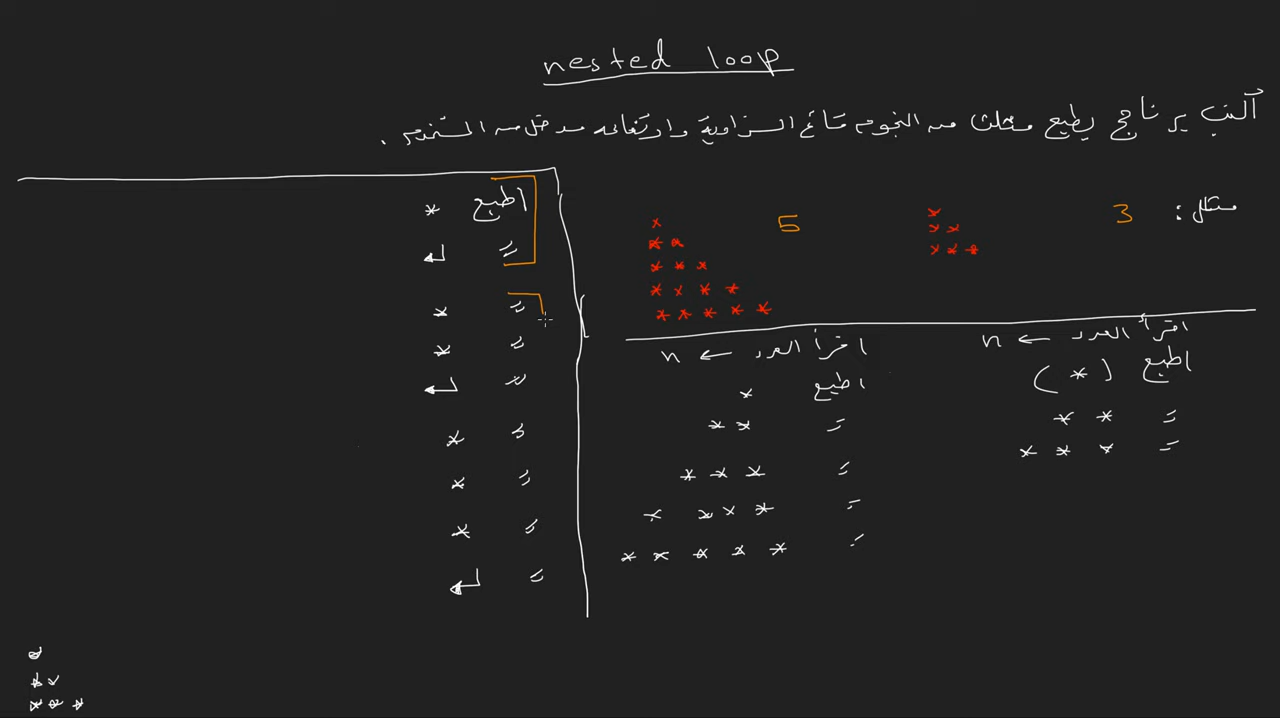 nested loop
اكتب برنامج يطبع مثلث من النجوم قائم الزاوية وارتفاعه مدخل من المستخدم .
مثال : 3
*
* *
* * *
5
*
* *
* * *
* * * *
* * * * *
اقرأ العدد ← n
اطبع ( * )
= * *
= * * *
اقرأ العدد ← n
اطبع *
= * *
= * * *
= * * * *
= * * * * *
اطبع *
= ↵
= *
= *
= ↵
= *
= *
= *
= ↵
*
* *
* * *